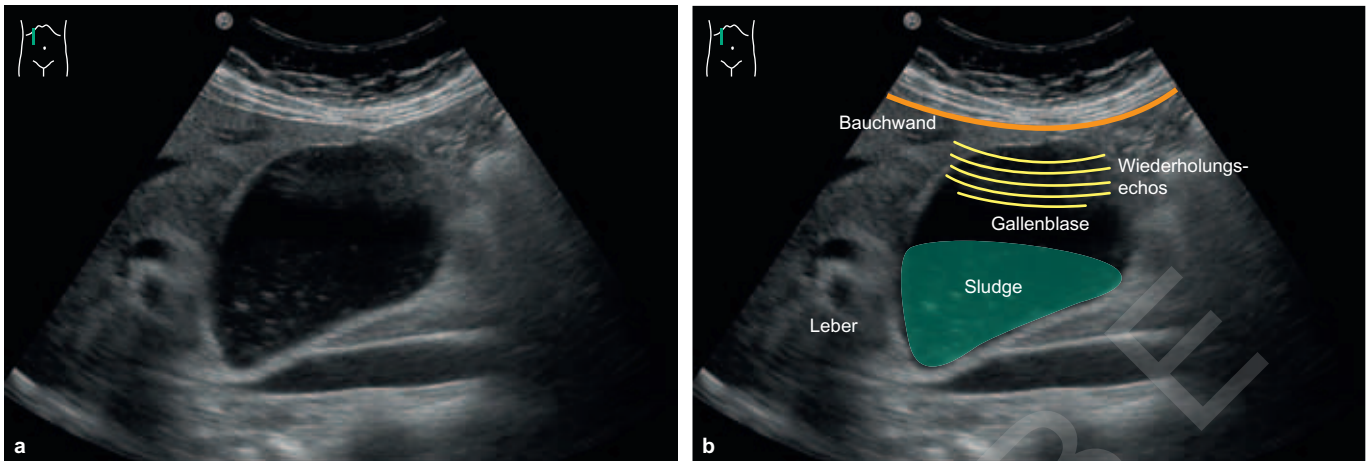 a
Bauchwand
Wiederholungs-
echos
Gallenblase
Sludge
Leber
b